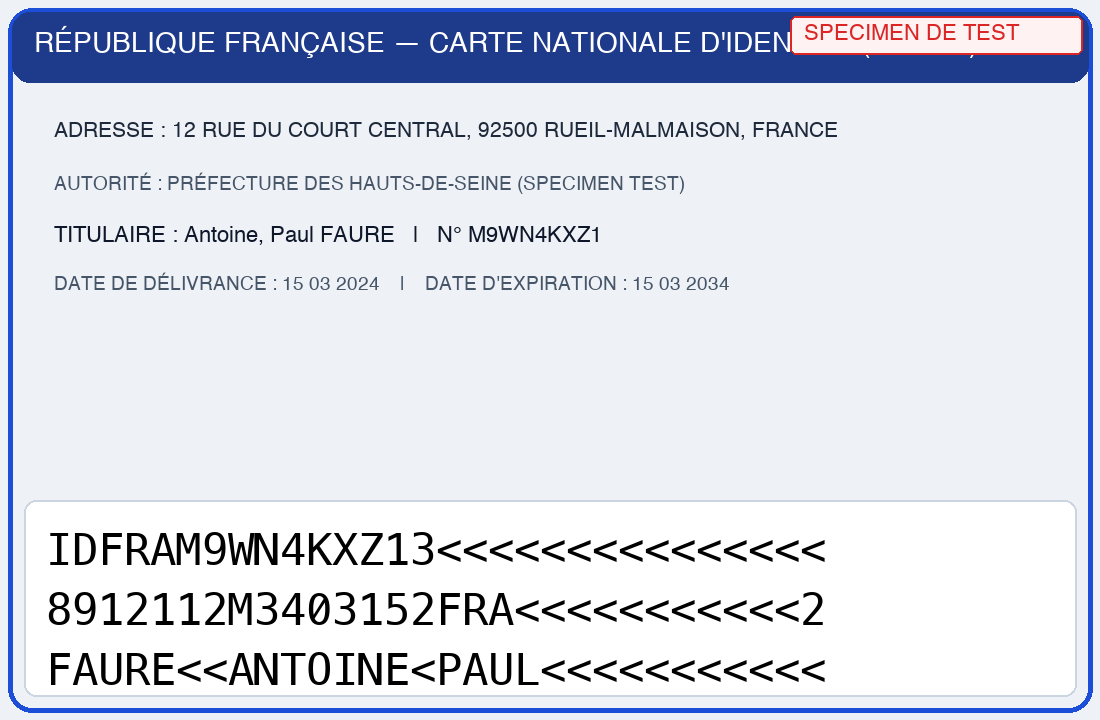 RÉPUBLIQUE FRANÇAISE — CARTE NATIONALE
SPECIMEN DE TEST
ADRESSE : 12 RUE DU COURT CENTRAL, 92500 RUEIL-MALMAISON, FRANCE
AUTORITÉ : PRÉFECTURE DES HAUTS-DE-SEINE (SPECIMEN TEST)
TITULAIRE : Antoine, Paul FAURE | N° M9WN4KXZ1
DATE DE DÉLIVRANCE : 15 03 2024 | DATE D'EXPIRATION : 15 03 2034
IDFRAM9WN4KXZ13<<<<<<<<<<<<<<<
8912112M3403152FRA<<<<<<<<<<<2
FAURE<<ANTOINE<PAUL<<<<<<<<<<<